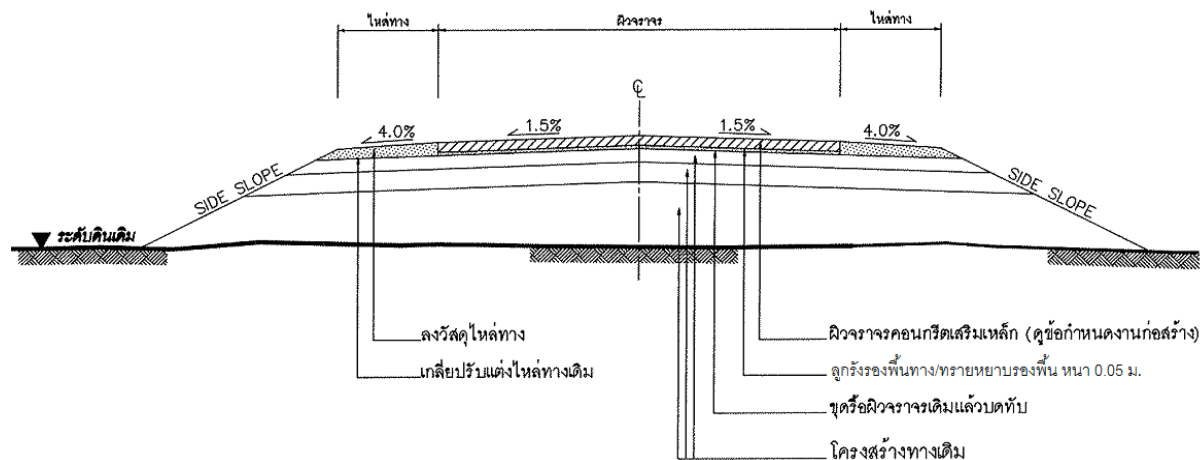 ไหล่ทาง ผิวจราจร ไหล่ทาง
℄
4.0% 1.5% 1.5% 4.0%
SIDE SLOPE SIDE SLOPE
ระดับดินเดิม
ลงวัสดุไหล่ทาง
ผิวจราจรคอนกรีตเสริมเหล็ก (ดูข้อกำหนดงานก่อสร้าง)
เกลี่ยปรับแต่งไหล่ทางเดิม
ลูกรังรองพื้นทาง/ทรายหยาบรองพื้น หนา 0.05 ม.
ขุดรื้อผิวจราจรเดิมแล้วบดทับ
โครงสร้างทางเดิม